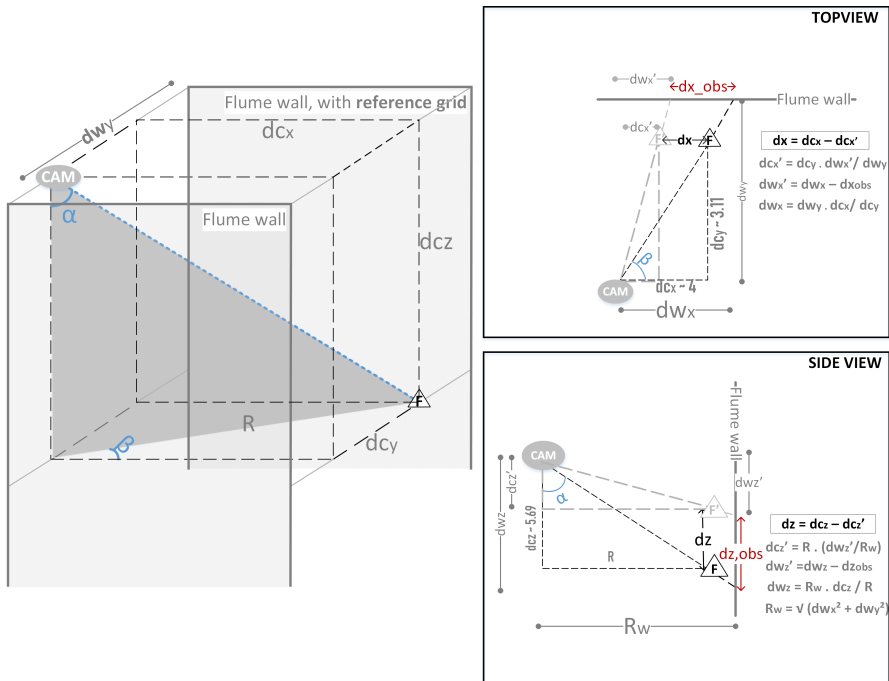 dwy
Flume wall, with reference grid
dcx
CAM
α
Flume wall
dcz
F
R
β
dcy
TOPVIEW
dwx'
dx_obs
Flume wall
dcx'
F'
dx
F
dx = dcx – dcx'
dcx' = dcy . dwx'/ dwy
dwx' = dwx – dxobs
dwx = dwy . dcx/ dcy
dwy
dcy ~ 3.11
β
CAM
dcx ~ 4
dwx
SIDE VIEW
Flume wall
CAM
dcz'
dwz'
α
dwz
F'
dcz ~ 5.69
dz
dz,obs
R
F
dz = dcz – dcz'
dcz' = R . (dwz'/Rw)
dwz' =dwz – dzobs
dwz = Rw . dcz / R
Rw = √ (dwx² + dwy²)
Rw